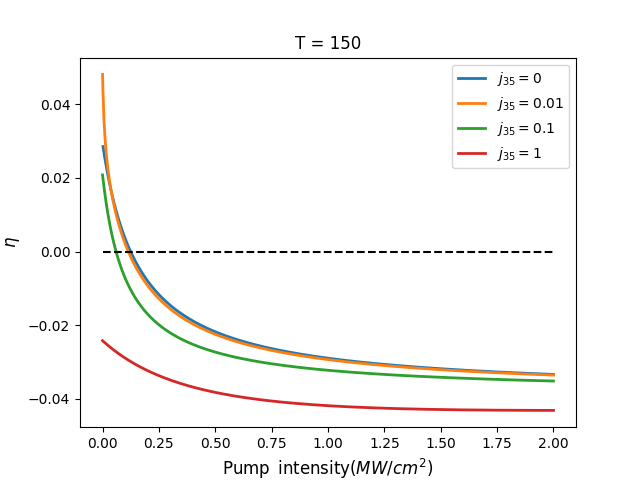 T = 150
η
0.04
0.02
0.00
−0.02
−0.04
j₃₅ = 0
j₃₅ = 0.01
j₃₅ = 0.1
j₃₅ = 1
0.00 0.25 0.50 0.75 1.00 1.25 1.50 1.75 2.00
Pump intensity(MW/cm²)